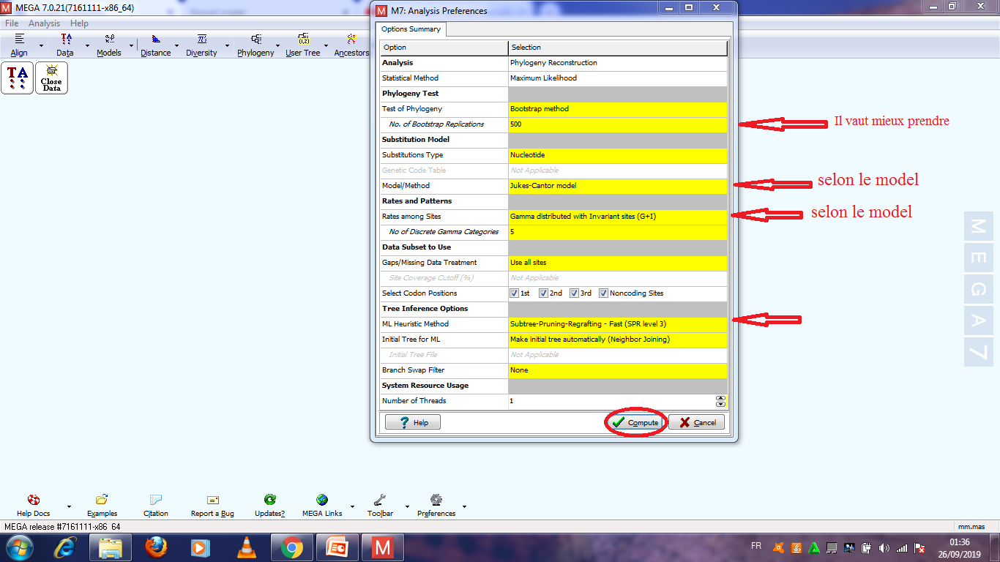 MEGA 7.0.21(7161111-x86_64)
File Analysis Help
Align Data Models Distance Diversity Phylogeny User Tree Ancestors
TA
Close
Data
M7: Analysis Preferences
Options Summary
Option Selection
Analysis Phylogeny Reconstruction
Statistical Method Maximum Likelihood
Phylogeny Test
Test of Phylogeny Bootstrap method
No. of Bootstrap Replications 500
Il vaut mieux prendre
Substitution Model
Substitutions Type Nucleotide
Genetic Code Table Not Applicable
Model/Method Jukes-Cantor model
selon le model
Rates and Patterns
Rates among Sites Gamma distributed with Invariant sites (G+I)
selon le model
No of Discrete Gamma Categories 5
Data Subset to Use
Gaps/Missing Data Treatment Use all sites
Site Coverage Cutoff (%) Not Applicable
Select Codon Positions 1st 2nd 3rd Noncoding Sites
Tree Inference Options
ML Heuristic Method Subtree-Pruning-Regrafting - Fast (SPR level 3)
Initial Tree for ML Make initial tree automatically (Neighbor Joining)
Initial Tree File Not Applicable
Branch Swap Filter None
System Resource Usage
Number of Threads 1
Help Compute Cancel
MEGA7
Help Docs Examples Citation Report a Bug Updates? MEGA Links Toolbar Preferences
MEGA release #7161111-x86_64 mm.mas
FR 01:36
26/09/2019